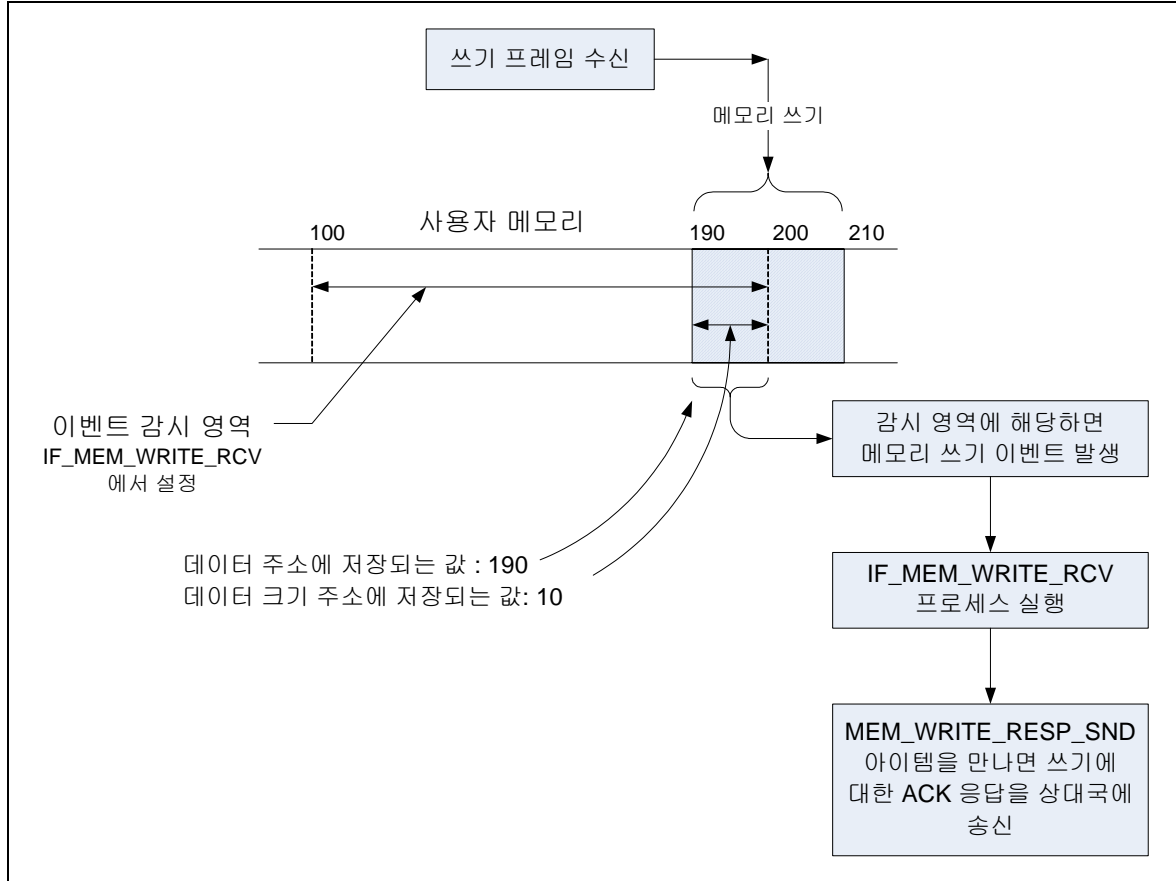 쓰기 프레임 수신
메모리 쓰기
사용자 메모리
100
190
200
210
이벤트 감시 영역
IF_MEM_WRITE_RCV
에서 설정
감시 영역에 해당하면
메모리 쓰기 이벤트 발생
데이터 주소에 저장되는 값 : 190
데이터 크기 주소에 저장되는 값: 10
IF_MEM_WRITE_RCV
프로세스 실행
MEM_WRITE_RESP_SND
아이템을 만나면 쓰기에
대한 ACK 응답을 상대국에
송신